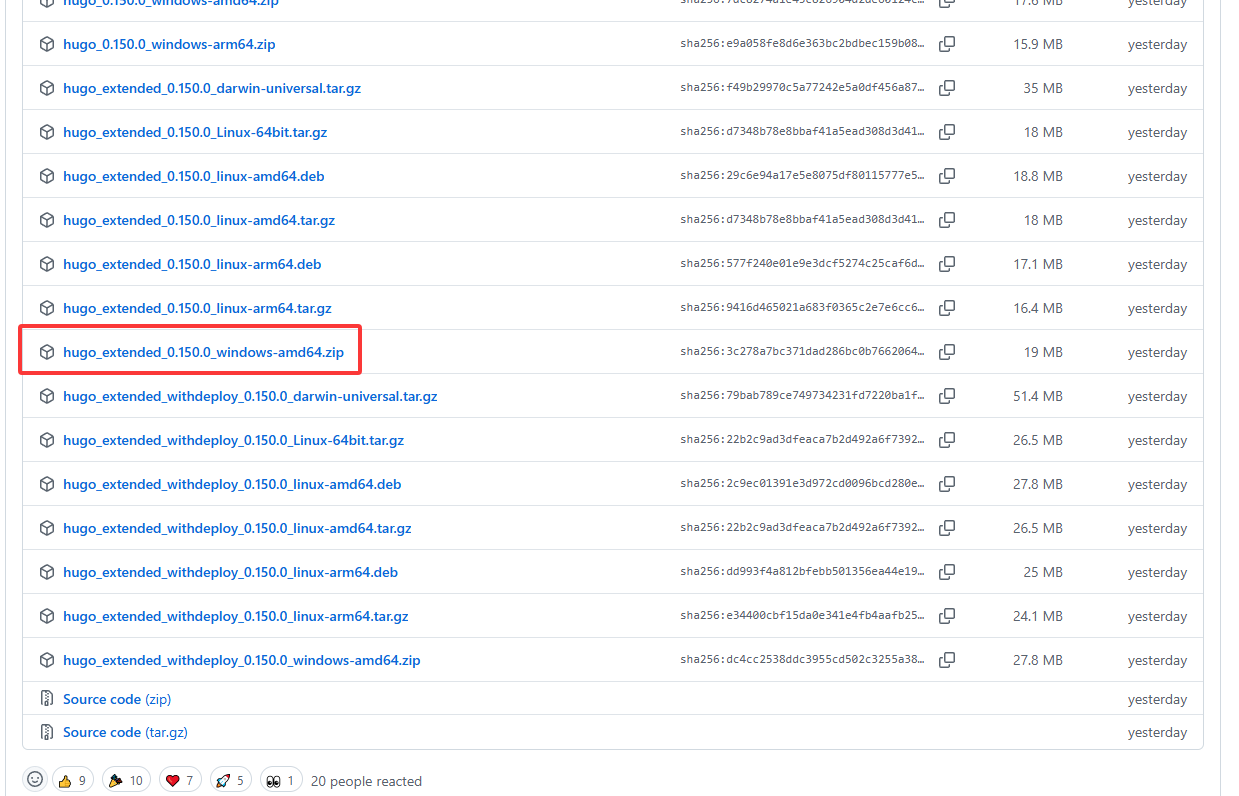 hugo_0.150.0_windows-amd64.zip sha256:7dc8274a1e45c828964d2dc60124c… 17.6 MB yesterday
hugo_0.150.0_windows-arm64.zip sha256:e9a058fe8d6e363bc2bdbec159b08… 15.9 MB yesterday
hugo_extended_0.150.0_darwin-universal.tar.gz sha256:f49b29970c5a77242e5a0df456a87… 35 MB yesterday
hugo_extended_0.150.0_Linux-64bit.tar.gz sha256:d7348b78e8bbaf41a5ead308d3d41… 18 MB yesterday
hugo_extended_0.150.0_linux-amd64.deb sha256:29c6e94a17e5e8075df80115777e5… 18.8 MB yesterday
hugo_extended_0.150.0_linux-amd64.tar.gz sha256:d7348b78e8bbaf41a5ead308d3d41… 18 MB yesterday
hugo_extended_0.150.0_linux-arm64.deb sha256:577f240e01e9e3dcf5274c25caf6d… 17.1 MB yesterday
hugo_extended_0.150.0_linux-arm64.tar.gz sha256:9416d465021a683f0365c2e7e6cc6… 16.4 MB yesterday
hugo_extended_0.150.0_windows-amd64.zip sha256:3c278a7bc371dad286bc0b7662064… 19 MB yesterday
hugo_extended_withdeploy_0.150.0_darwin-universal.tar.gz sha256:79bab789ce749734231fd7220ba1f… 51.4 MB yesterday
hugo_extended_withdeploy_0.150.0_Linux-64bit.tar.gz sha256:22b2c9ad3dfeaca7b2d492a6f7392… 26.5 MB yesterday
hugo_extended_withdeploy_0.150.0_linux-amd64.deb sha256:2c9ec01391e3d972cd0096bcd280e… 27.8 MB yesterday
hugo_extended_withdeploy_0.150.0_linux-amd64.tar.gz sha256:22b2c9ad3dfeaca7b2d492a6f7392… 26.5 MB yesterday
hugo_extended_withdeploy_0.150.0_linux-arm64.deb sha256:dd993f4a812bfebb501356ea44e19… 25 MB yesterday
hugo_extended_withdeploy_0.150.0_linux-arm64.tar.gz sha256:e34400cbf15da0e341e4fb4aafb25… 24.1 MB yesterday
hugo_extended_withdeploy_0.150.0_windows-amd64.zip sha256:dc4cc2538ddc3955cd502c3255a38… 27.8 MB yesterday
Source code (zip) yesterday
Source code (tar.gz) yesterday
9 10 7 5 1 20 people reacted